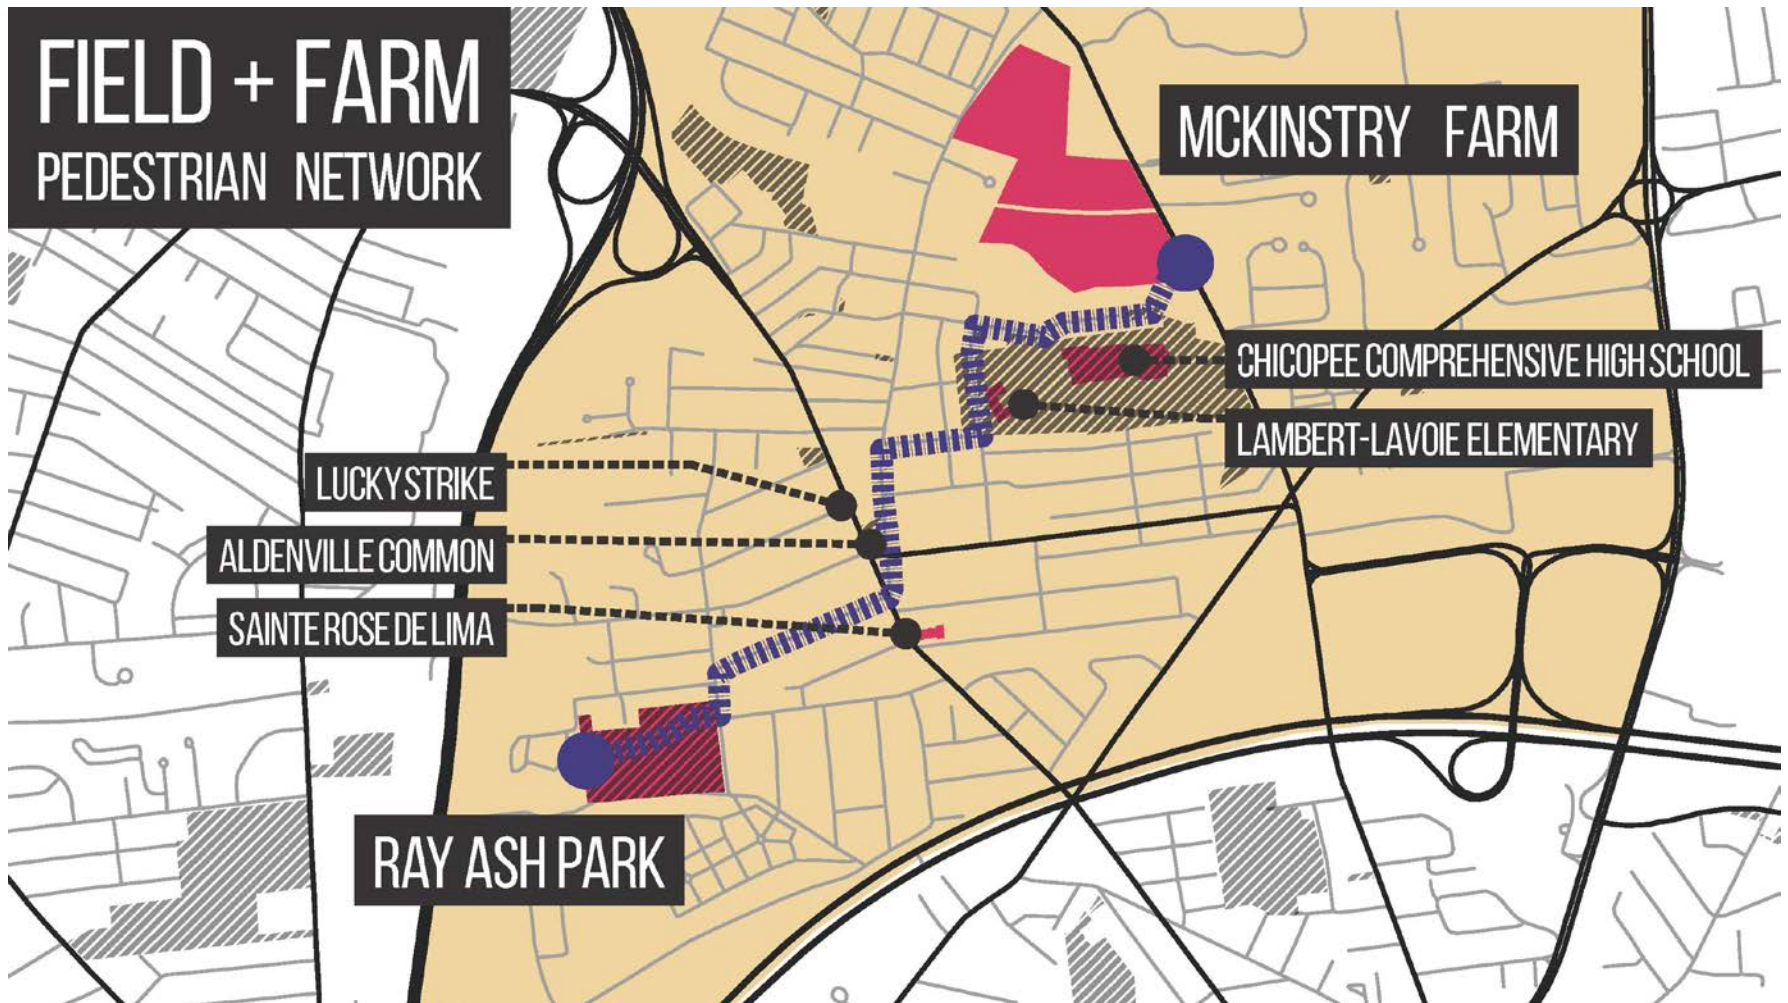 FIELD + FARM
PEDESTRIAN NETWORK
MCKINSTRY FARM
CHICOPEE COMPREHENSIVE HIGH SCHOOL
LAMBERT-LAVOIE ELEMENTARY
LUCKY STRIKE
ALDENVILLE COMMON
SAINTE ROSE DE LIMA
RAY ASH PARK